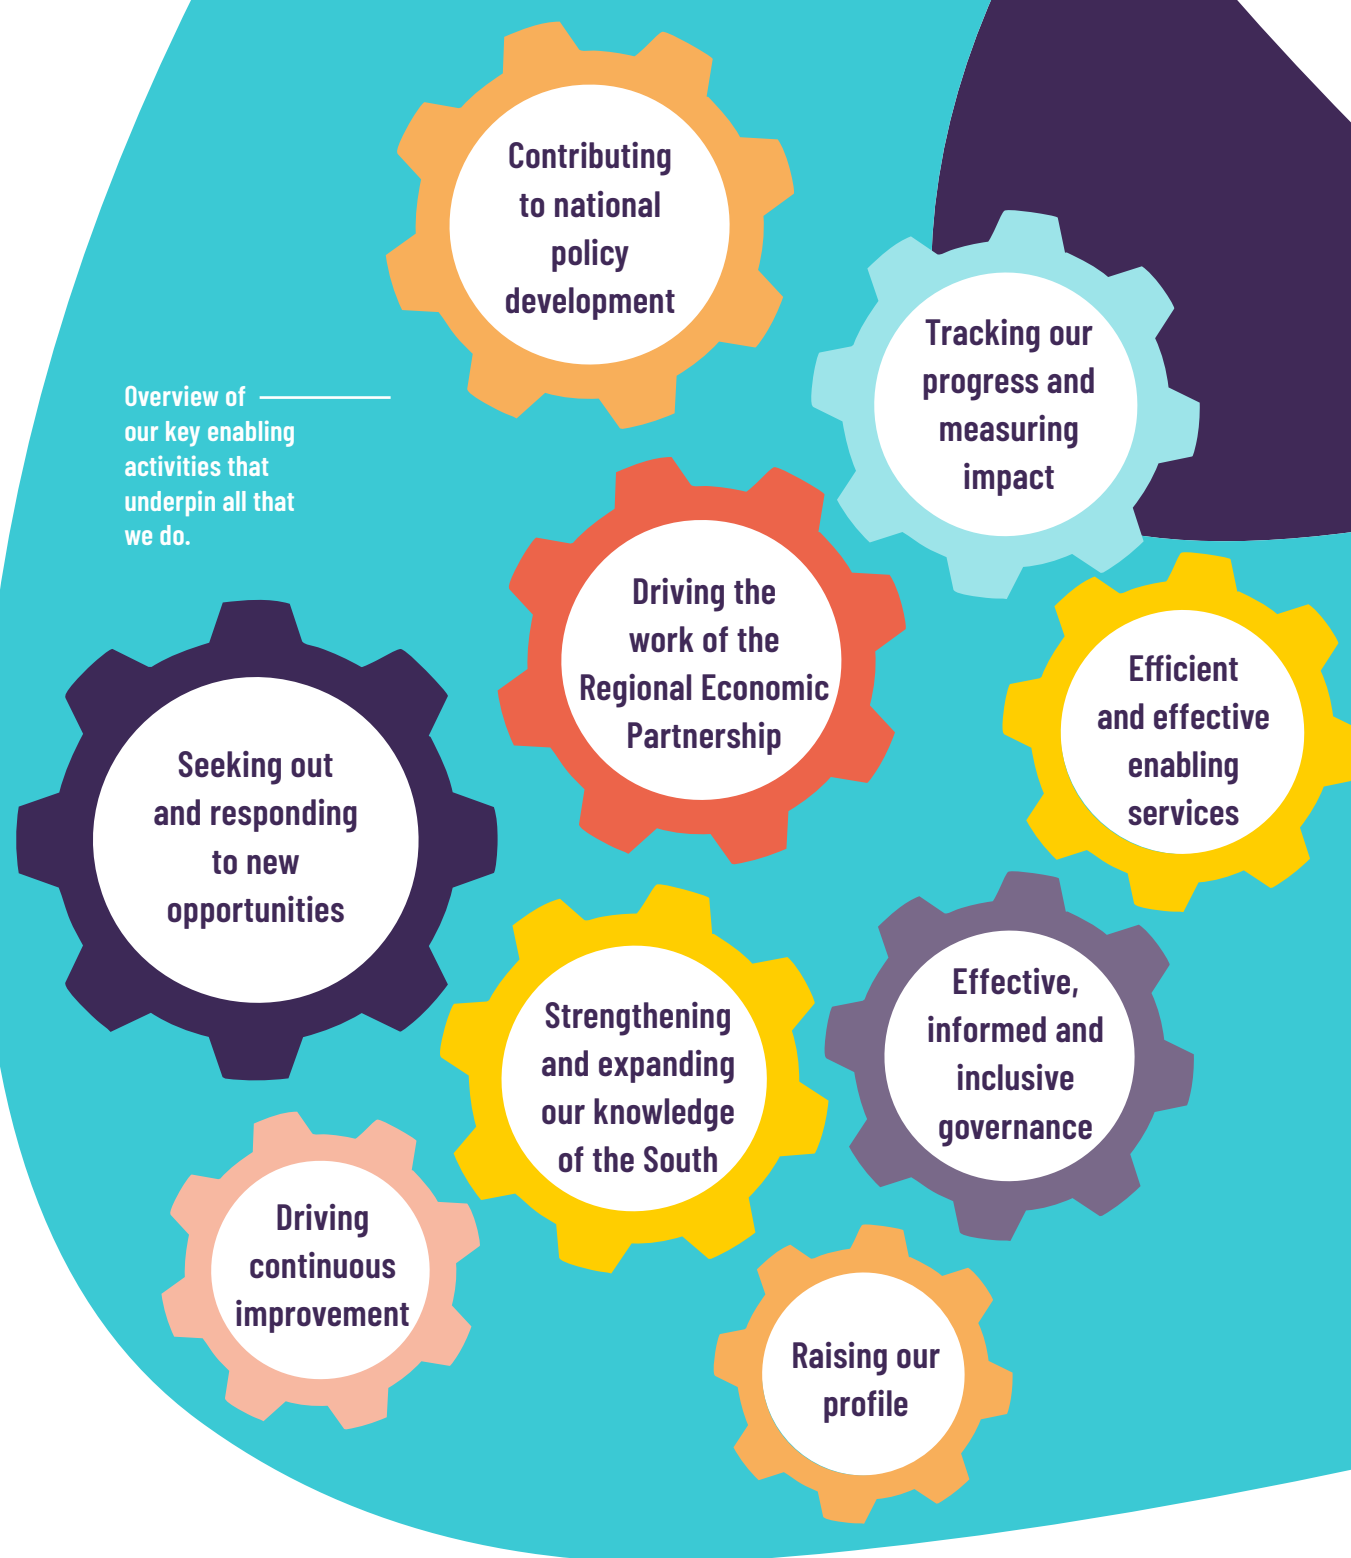 Contributing
to national
policy
development
Tracking our
progress and
measuring
impact
Overview of
our key enabling
activities that
underpin all that
we do.
Driving the
work of the
Regional Economic
Partnership
Efficient
and effective
enabling
services
Seeking out
and responding
to new
opportunities
Strengthening
and expanding
our knowledge
of the South
Effective,
informed and
inclusive
governance
Driving
continuous
improvement
Raising our
profile